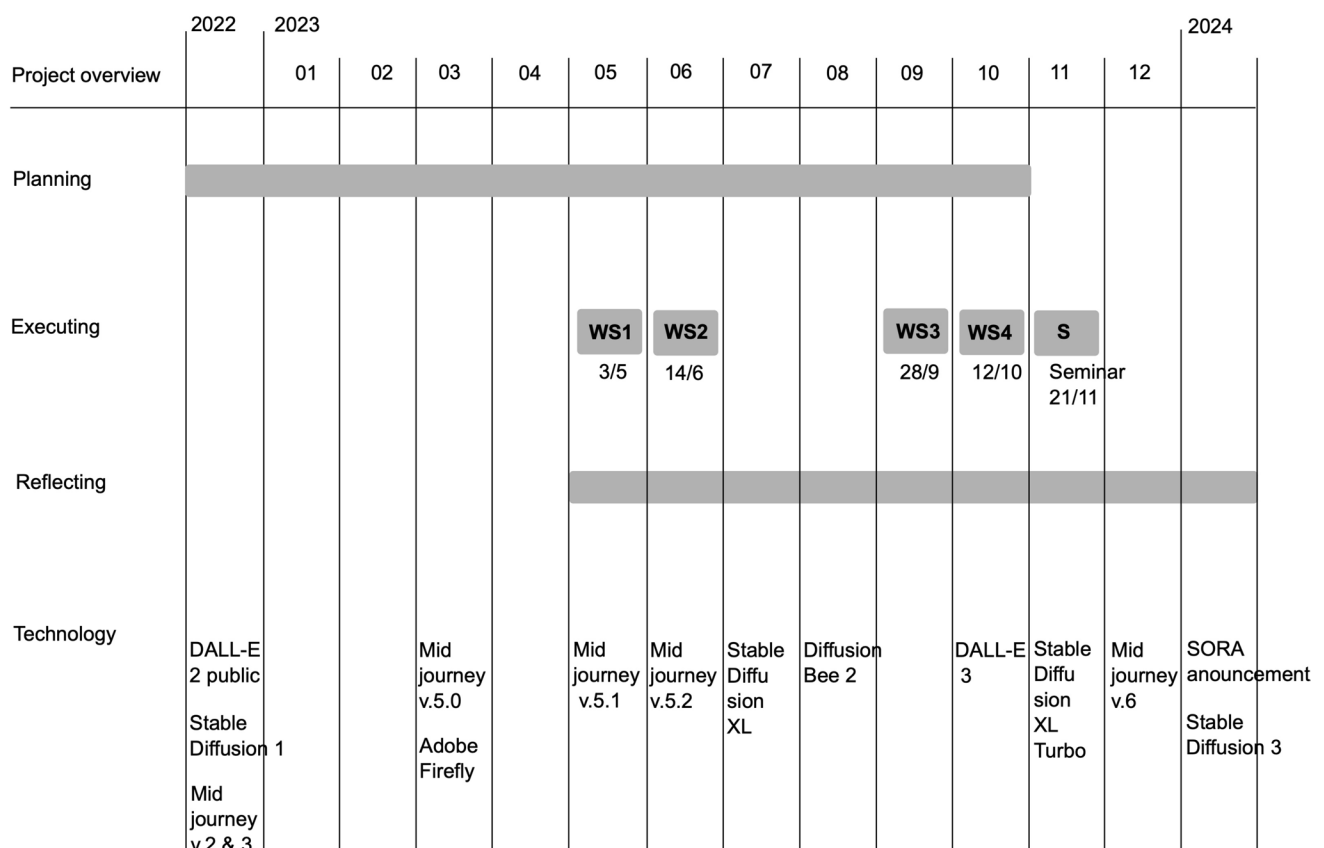 2022 2023 2024
Project overview 01 02 03 04 05 06 07 08 09 10 11 12
Planning
Executing
WS1 WS2 WS3 WS4 S
3/5 14/6 28/9 12/10 Seminar
21/11
Reflecting
Technology
DALL-E
2 public
Stable
Diffusion 1
Mid
journey
v.2 & 3
Mid
journey
v.5.0
Adobe
Firefly
Mid
journey
v.5.1
Mid
journey
v.5.2
Stable
Diffu
sion
XL
Diffusion
Bee 2
DALL-E
3
Stable
Diffu
sion
XL
Turbo
Mid
journey
v.6
SORA
anouncement
Stable
Diffusion 3